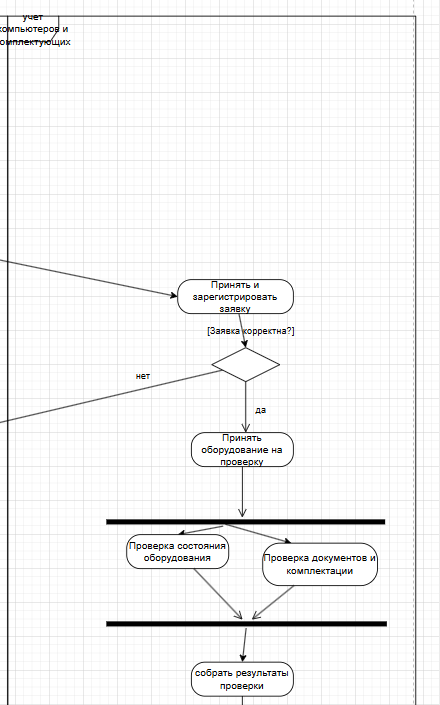 учет
компьютеров и
омплектующих
Принять и
зарегистрировать
заявку
[Заявка корректна?]
нет
да
Принять
оборудование на
проверку
Проверка состояния
оборудования
Проверка документов и
комплектации
собрать результаты
проверки